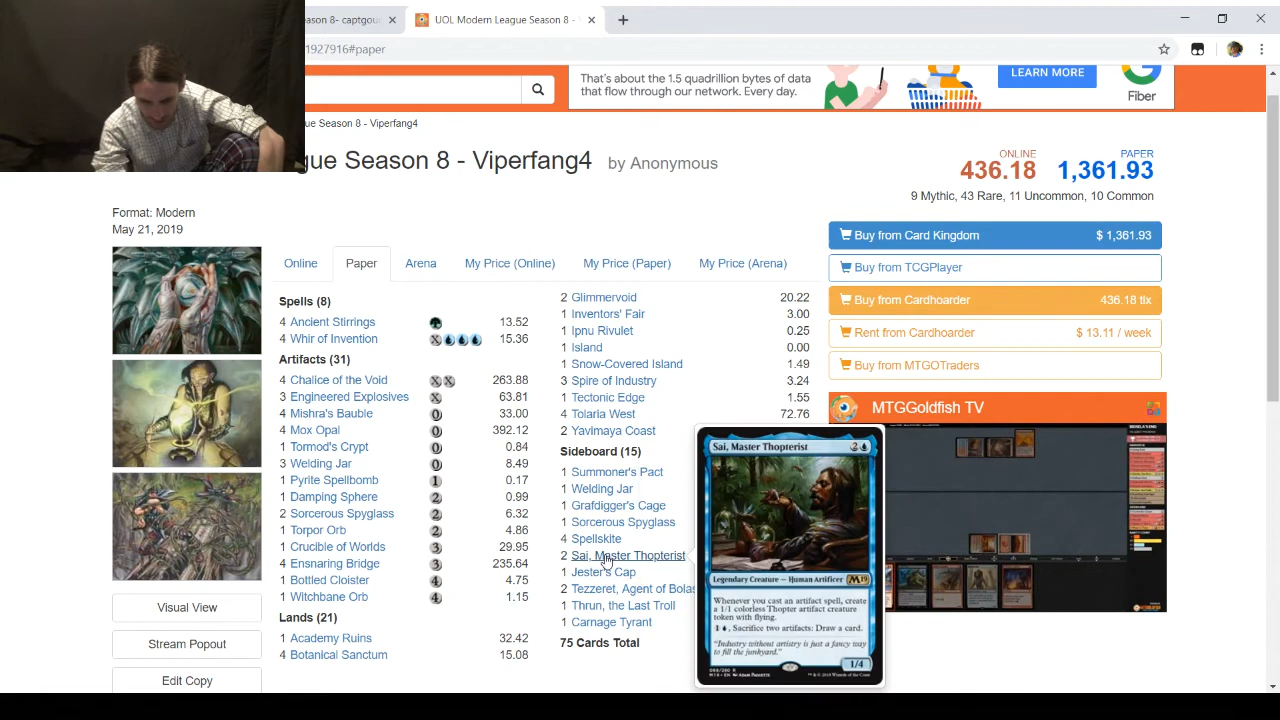 eason 8- captgou
UOL Modern League Season 8 -
1927916#paper
That's about the 1.5 quadrillion bytes of data
that flow through our network. Every day.
LEARN MORE
Fiber
ue Season 8 - Viperfang4
gue Season 8 - Viperfang4 by Anonymous
ONLINE PAPER
436.18 1,361.93
9 Mythic, 43 Rare, 11 Uncommon, 10 Common
Format: Modern
May 21, 2019
Online Paper Arena My Price (Online) My Price (Paper) My Price (Arena)
Spells (8)
4 Ancient Stirrings 13.52
4 Whir of Invention X 15.36
Artifacts (31)
4 Chalice of the Void X X 263.88
3 Engineered Explosives X 63.81
4 Mishra's Bauble 0 33.00
4 Mox Opal 0 392.12
1 Tormod's Crypt 0 0.84
3 Welding Jar 0 8.49
1 Pyrite Spellbomb 1 0.17
1 Damping Sphere 2 0.99
2 Sorcerous Spyglass 2 6.32
1 Torpor Orb 2 4.86
1 Crucible of Worlds 3 29.95
4 Ensnaring Bridge 3 235.64
1 Bottled Cloister 4 4.75
1 Witchbane Orb 4 1.15
Lands (21)
1 Academy Ruins 32.42
4 Botanical Sanctum 15.08
2 Glimmervoid 20.22
1 Inventors' Fair 3.00
1 Ipnu Rivulet 0.25
1 Island 0.00
1 Snow-Covered Island 1.49
3 Spire of Industry 3.24
1 Tectonic Edge 1.55
4 Tolaria West 72.76
2 Yavimaya Coast
Sideboard (15)
1 Summoner's Pact
1 Welding Jar
1 Grafdigger's Cage
1 Sorcerous Spyglass
4 Spellskite
2 Sai, Master Thopterist
1 Jester's Cap
2 Tezzeret, Agent of Bolas
1 Thrun, the Last Troll
1 Carnage Tyrant
75 Cards Total
Sai, Master Thopterist 2
Legendary Creature — Human Artificer M19
Whenever you cast an artifact spell, create
a 1/1 colorless Thopter artifact creature
token with flying.
1, Sacrifice two artifacts: Draw a card.
"Industry without artistry is just a fancy way
to fill the junkyard."
1/4
Buy from Card Kingdom $ 1,361.93
Buy from TCGPlayer
Buy from Cardhoarder 436.18 tix
Rent from Cardhoarder $ 13.11 / week
Buy from MTGOTraders
MTGGoldfish TV
Visual View
Stream Popout
Edit Copy